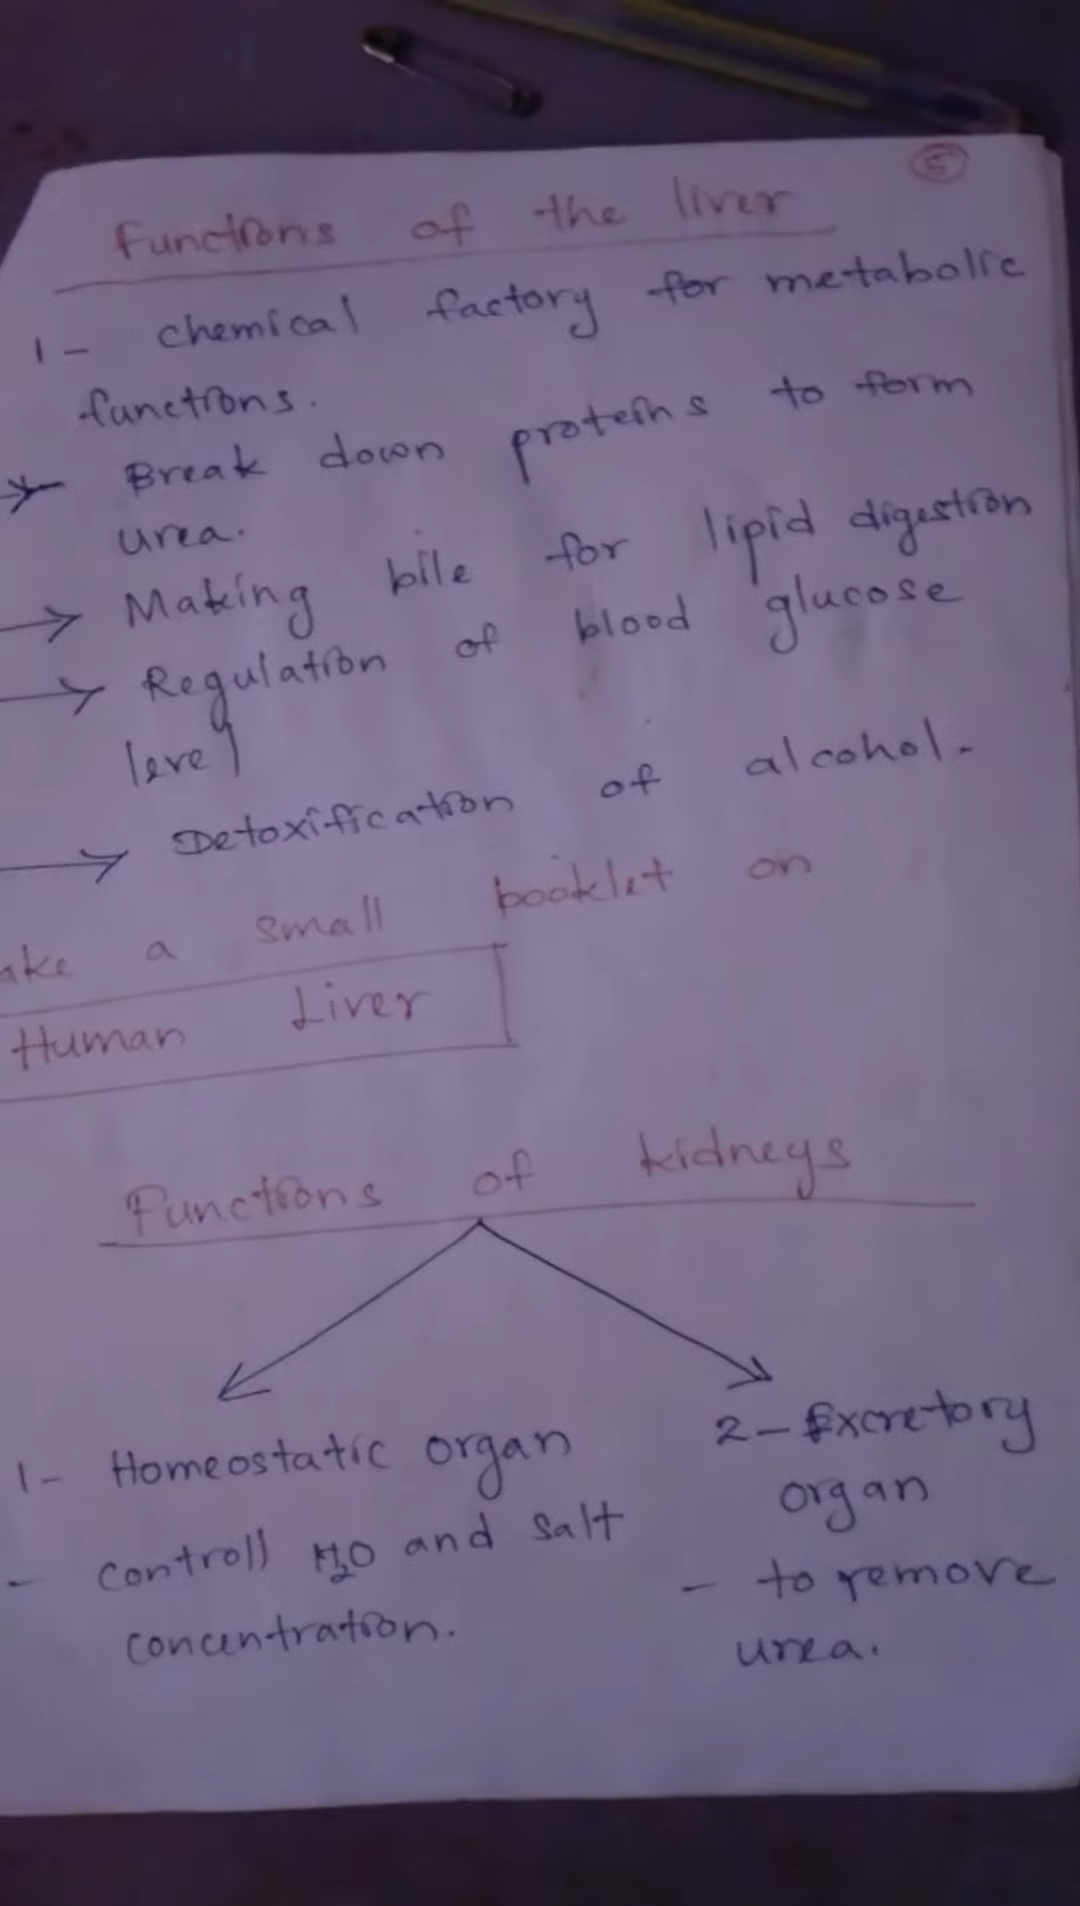 5
Functions of the liver
1- chemical factory for metabolic
functions.
→ Break down proteins to form
urea.
→ Making bile for lipid digestion
→ Regulation of blood glucose
level
→ Detoxification of alcohol.
ake a small booklet on
Human Liver
Functions of kidneys
1- Homeostatic organ
- controll H₂O and salt
concentration.
2- Excretory
organ
- to remove
urea.